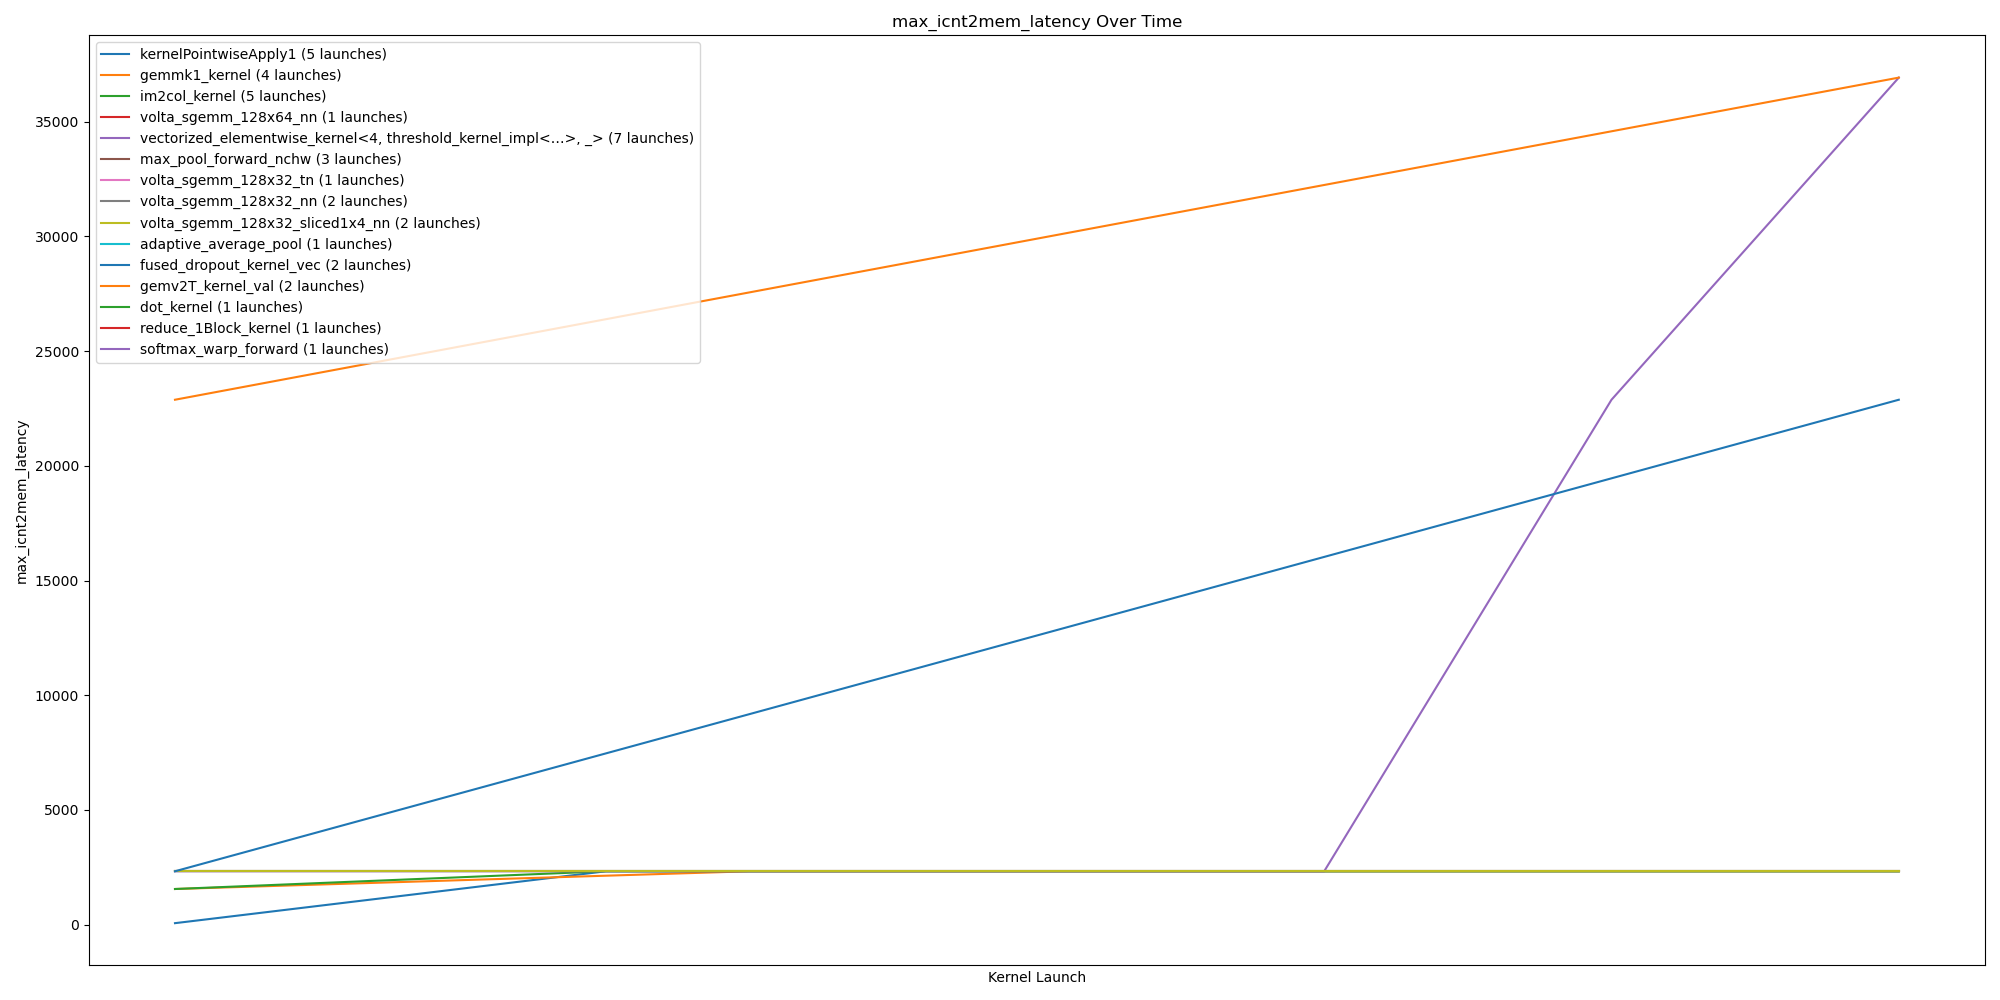 max_icnt2mem_latency Over Time
kernelPointwiseApply1 (5 launches)
gemmk1_kernel (4 launches)
im2col_kernel (5 launches)
volta_sgemm_128x64_nn (1 launches)
vectorized_elementwise_kernel<4, threshold_kernel_impl<...>, _> (7 launches)
max_pool_forward_nchw (3 launches)
volta_sgemm_128x32_tn (1 launches)
volta_sgemm_128x32_nn (2 launches)
volta_sgemm_128x32_sliced1x4_nn (2 launches)
adaptive_average_pool (1 launches)
fused_dropout_kernel_vec (2 launches)
gemv2T_kernel_val (2 launches)
dot_kernel (1 launches)
reduce_1Block_kernel (1 launches)
softmax_warp_forward (1 launches)
35000
30000
25000
20000
15000
10000
5000
0
max_icnt2mem_latency
Kernel Launch